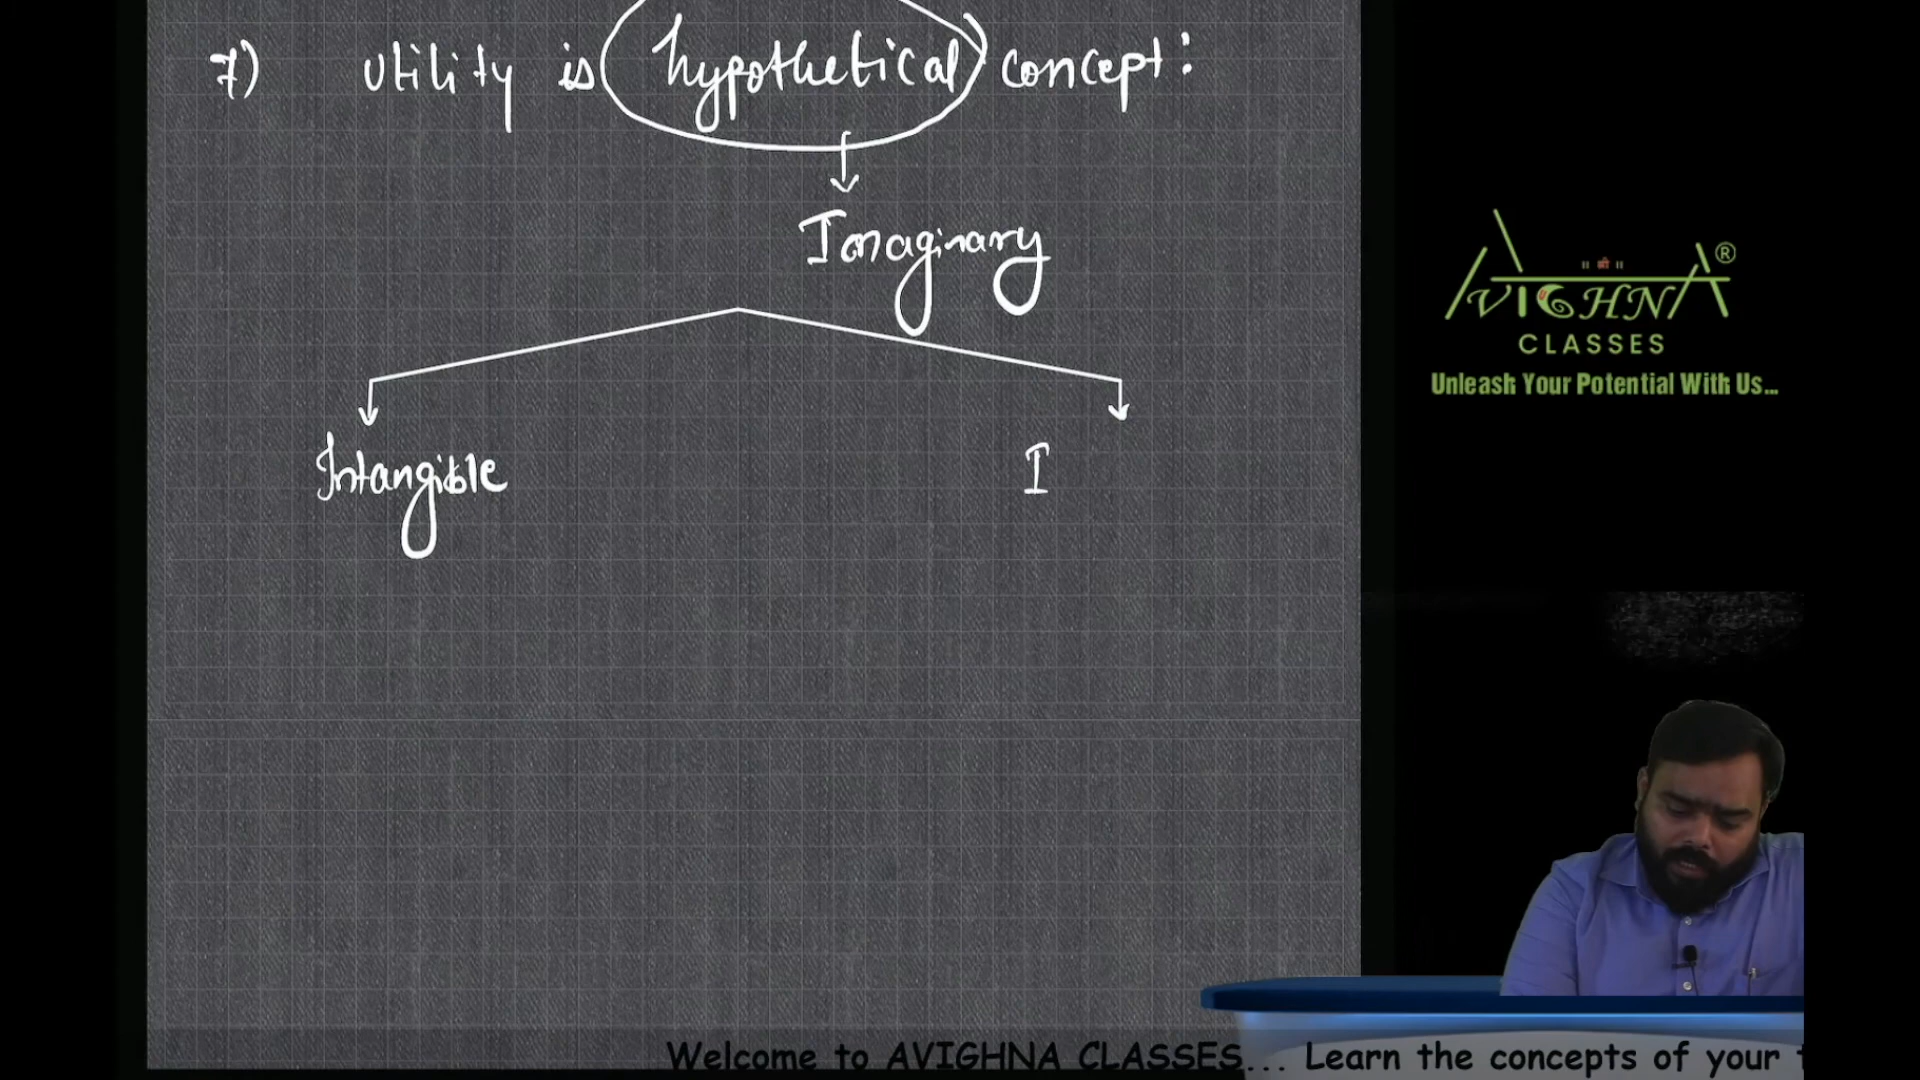 7) Utility is hypothetical concept:
Imaginary
Intangible I
॥ श्री ॥
AVIGHNA ®
CLASSES
Unleash Your Potential With Us...
Welcome to AVIGHNA CLASSES... Learn the concepts of your